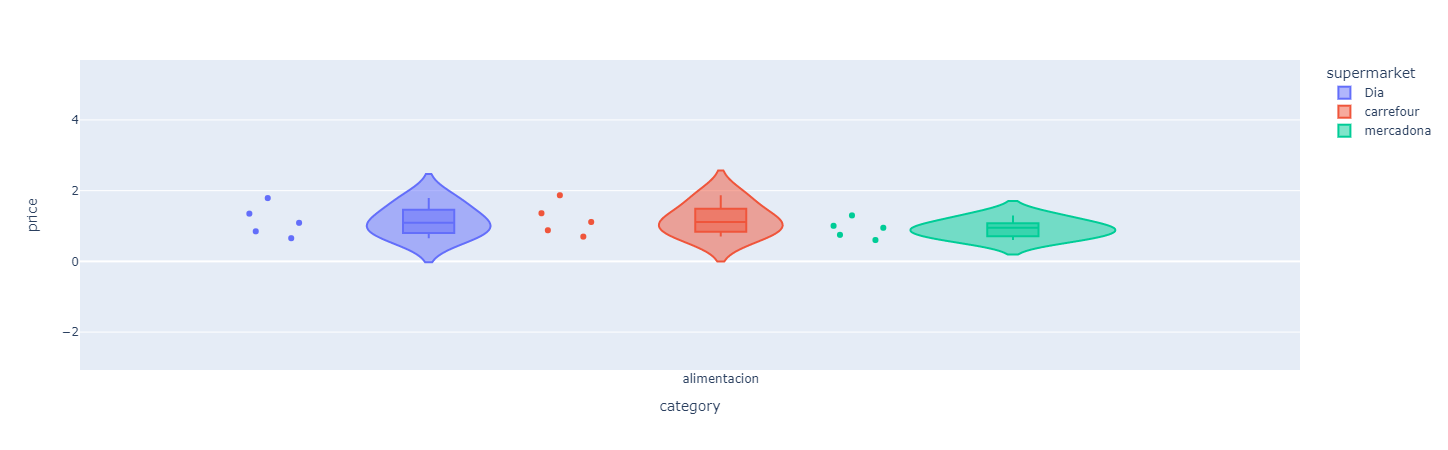 supermarket
Dia
carrefour
mercadona
4
2
0
−2
price
alimentacion
category